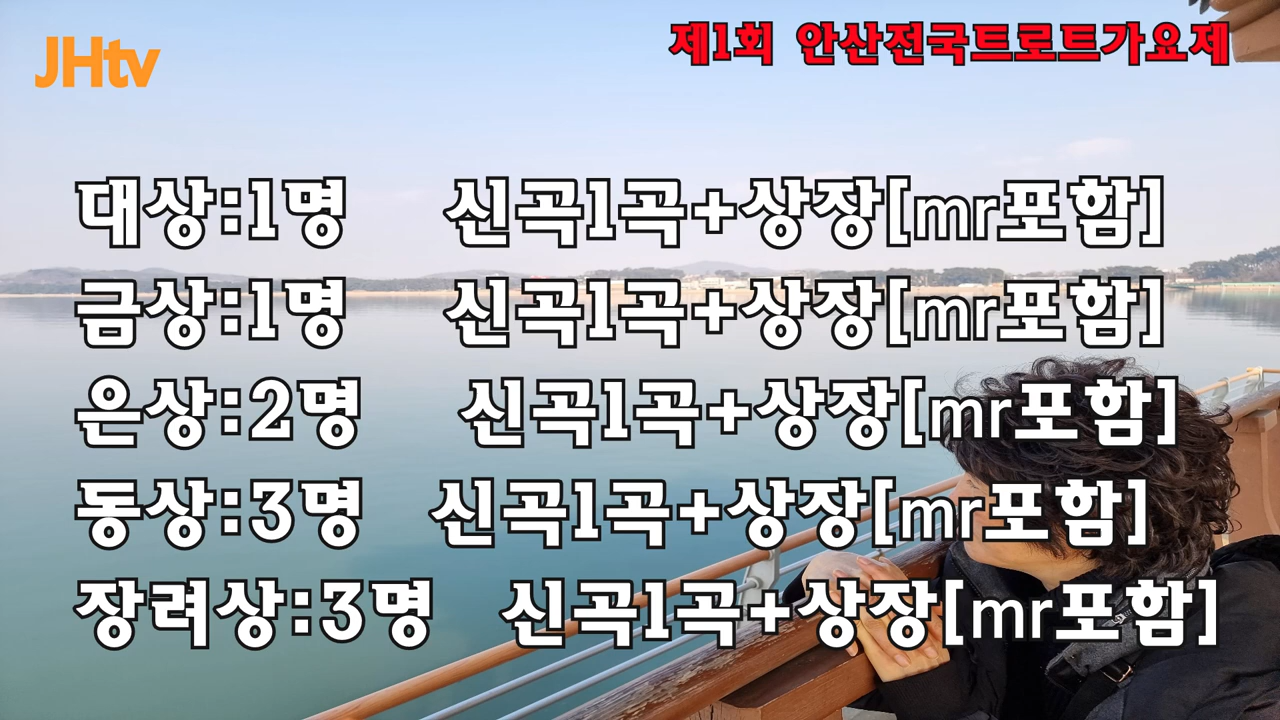 JHtv
제1회 안산전국트로트가요제
대상:1명 신곡1곡+상장[mr포함]
금상:1명 신곡1곡+상장[mr포함]
은상:2명 신곡1곡+상장[mr포함]
동상:3명 신곡1곡+상장[mr포함]
장려상:3명 신곡1곡+상장[mr포함]